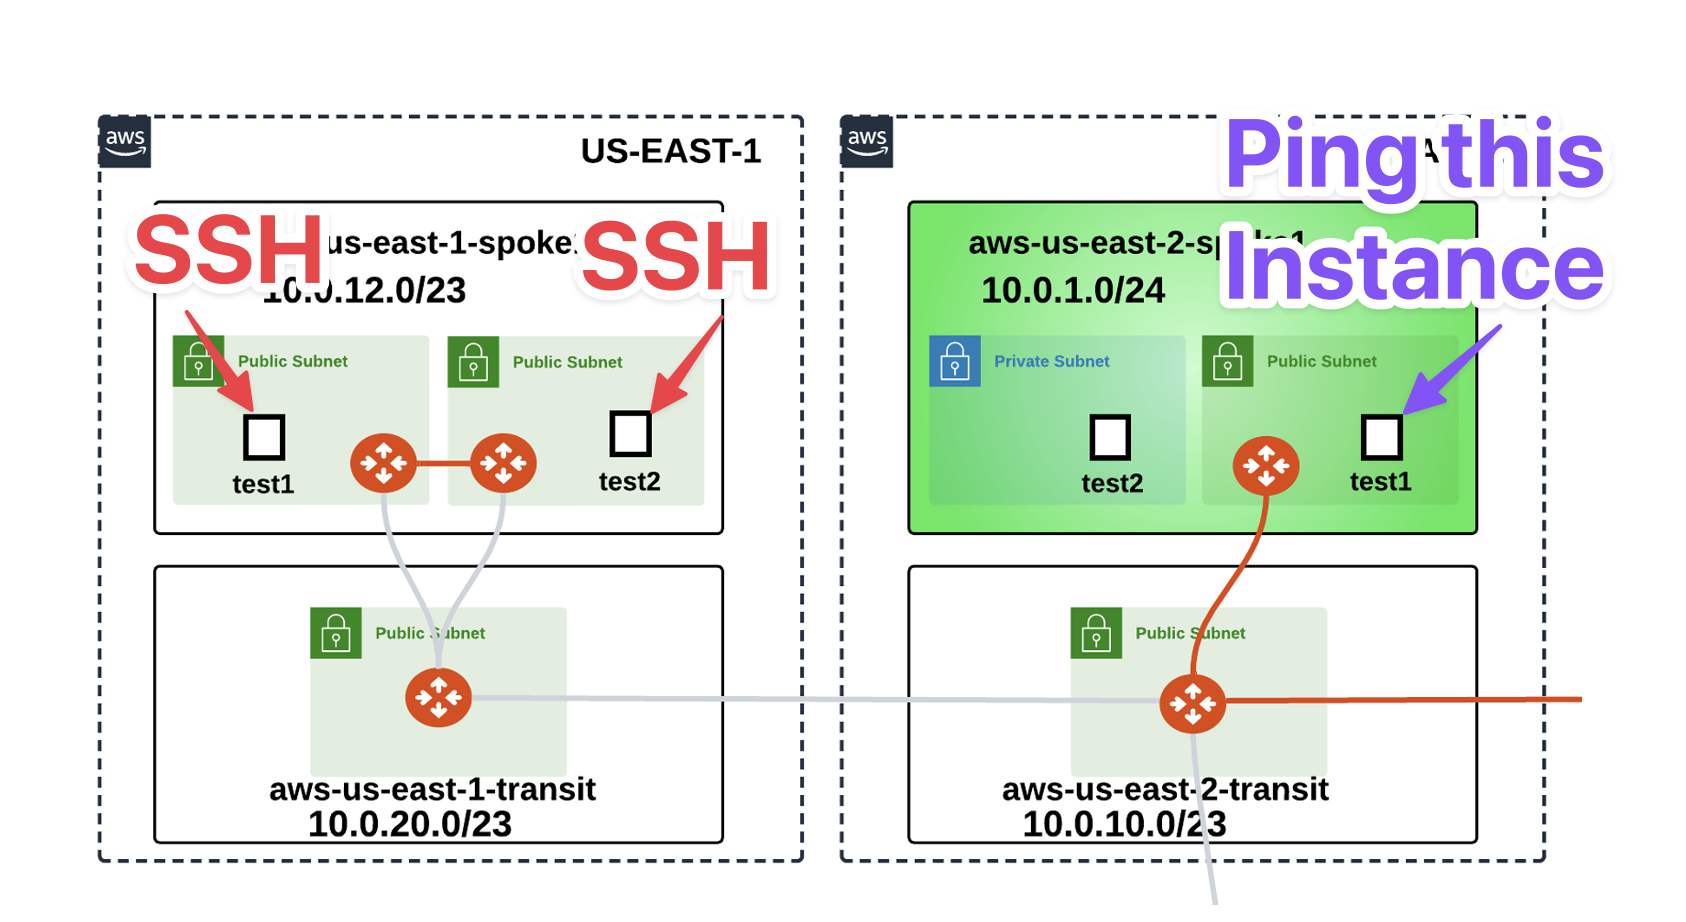 aws
US-EAST-1
SSH
us-east-1-spoke
SSH
10.0.12.0/23
Public Subnet
Public Subnet
test1
test2
Public Subnet
aws-us-east-1-transit
10.0.20.0/23
aws
Ping this
Instance
aws-us-east-2-spoke1
10.0.1.0/24
Private Subnet
Public Subnet
test2
test1
Public Subnet
aws-us-east-2-transit
10.0.10.0/23